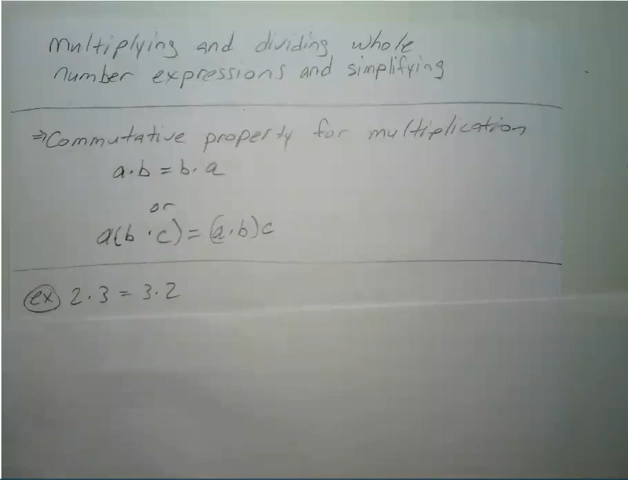 multiplying and dividing whole
number expressions and simplifying
⇒Commutative property for multiplication
a·b = b·a
or
a(b·c) = (a·b)c
ex 2·3 = 3·2